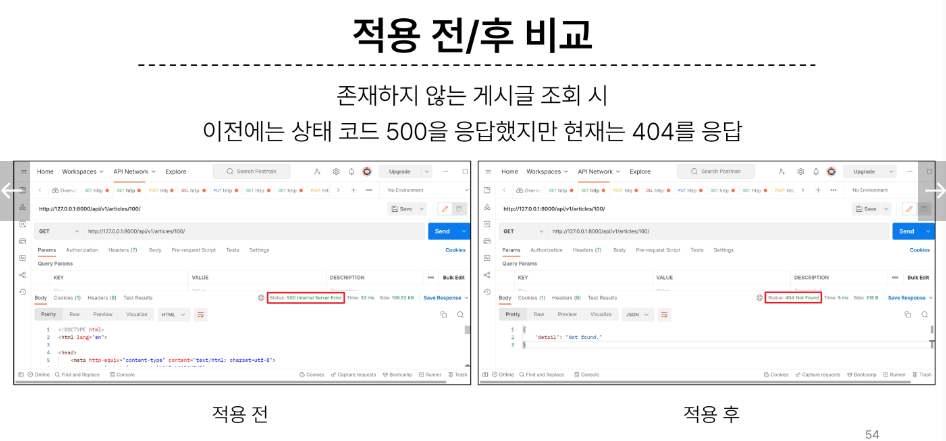 적용 전/후 비교
존재하지 않는 게시글 조회 시
이전에는 상태 코드 500을 응답했지만 현재는 404를 응답
Home Workspaces API Network Explore Search Postman Upgrade
No Environment
http://127.0.0.1:8000/api/v1/articles/100/ Save
GET http://127.0.0.1:8000/api/v1/articles/100/ Send
Params Authorization Headers (7) Body Pre-request Script Tests Settings Cookies
Query Params
KEY VALUE DESCRIPTION Bulk Edit
Body Cookies (1) Headers (9) Test Results Status: 500 Internal Server Error Save Response
Pretty Raw Preview Visualize HTML
1 <!DOCTYPE html>
2 <html lang="en">
3
4 <head>
5 <meta http-equiv="content-type" content="text/html; charset=utf-8">
Online Find and Replace Console Cookies Capture requests Bootcamp Runner Trash
적용 전
Home Workspaces API Network Explore Search Postman Upgrade
No Environment
http://127.0.0.1:8000/api/v1/articles/100/ Save
GET http://127.0.0.1:8000/api/v1/articles/100/ Send
Params Authorization Headers (7) Body Pre-request Script Tests Settings Cookies
Query Params
KEY VALUE DESCRIPTION Bulk Edit
Body Cookies (1) Headers (9) Test Results Status: 404 Not Found Save Response
Pretty Raw Preview Visualize JSON
1 {
2 "detail": "Not found."
3 }
Online Find and Replace Console Cookies Capture requests Bootcamp Runner Trash
적용 후
54